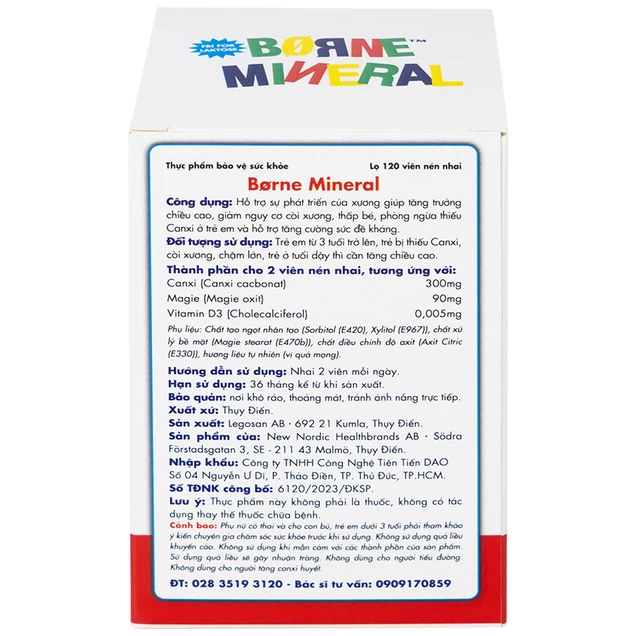 FRI FOR
LAKTOSE
BØRNE™
MINERAL
Thực phẩm bảo vệ sức khỏe Lọ 120 viên nén nhai
Børne Mineral
Công dụng: Hỗ trợ sự phát triển của xương giúp tăng trưởng
chiều cao, giảm nguy cơ còi xương, thấp bé, phòng ngừa thiếu
Canxi ở trẻ em và hỗ trợ tăng cường sức đề kháng.
Đối tượng sử dụng: Trẻ em từ 3 tuổi trở lên, trẻ bị thiếu Canxi,
còi xương, chậm lớn, trẻ ở tuổi dậy thì cần tăng chiều cao.
Thành phần cho 2 viên nén nhai, tương ứng với:
Canxi (Canxi cacbonat) 300mg
Magie (Magie oxit) 90mg
Vitamin D3 (Cholecalciferol) 0,005mg
Phụ liệu: Chất tạo ngọt nhân tạo (Sorbitol (E420), Xylitol (E967)), chất xử
lý bề mặt (Magie stearat (E470b)), chất điều chỉnh độ axit (Axit Citric
(E330)), hương liệu tự nhiên (vị quả mọng).
Hướng dẫn sử dụng: Nhai 2 viên mỗi ngày.
Hạn sử dụng: 36 tháng kể từ khi sản xuất.
Bảo quản: nơi khô ráo, thoáng mát, tránh ánh nắng trực tiếp.
Xuất xứ: Thụy Điển.
Sản xuất: Legosan AB · 692 21 Kumla, Thụy Điển.
Sản phẩm của: New Nordic Healthbrands AB · Södra
Förstadsgatan 3, SE - 211 43 Malmö, Thụy Điển.
Nhập khẩu: Công ty TNHH Công Nghệ Tiên Tiến DAO
Số 04 Nguyễn Ư Dĩ, P. Thảo Điền, TP. Thủ Đức, TP.HCM.
Số TĐNK công bố: 6120/2023/ĐKSP.
Lưu ý: Thực phẩm này không phải là thuốc, không có tác
dụng thay thế thuốc chữa bệnh.
Cảnh báo: Phụ nữ có thai và cho con bú, trẻ em dưới 3 tuổi phải tham khảo
ý kiến chuyên gia chăm sóc sức khỏe trước khi sử dụng. Không sử dụng quá liều
khuyến cáo. Không sử dụng khi mẫn cảm với các thành phần của sản phẩm.
Sử dụng quá liều sẽ gây nhuận tràng. Không dùng cho người tiểu đường.
Không dùng cho người tăng canxi huyết.
ĐT: 028 3519 3120 - Bác sĩ tư vấn: 0909170859